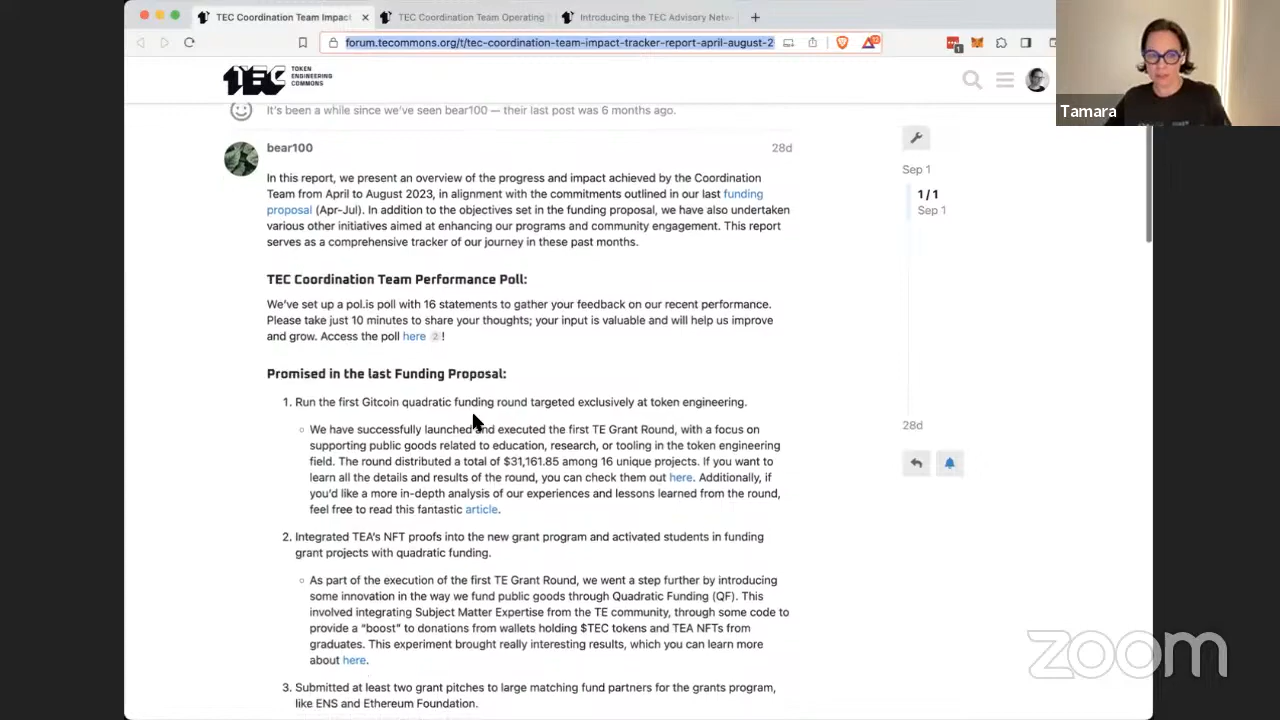 TEC Coordination Team Impact
TEC Coordination Team Operating
Introducing the TEC Advisory Netw
forum.tecommons.org/t/tec-coordination-team-impact-tracker-report-april-august-2
TEC
TOKEN
ENGINEERING
COMMONS
Tamara
It's been a while since we've seen bear100 — their last post was 6 months ago.
bear100
28d
In this report, we present an overview of the progress and impact achieved by the Coordination
Team from April to August 2023, in alignment with the commitments outlined in our last funding
proposal (Apr-Jul). In addition to the objectives set in the funding proposal, we have also undertaken
various other initiatives aimed at enhancing our programs and community engagement. This report
serves as a comprehensive tracker of our journey in these past months.
TEC Coordination Team Performance Poll:
We've set up a pol.is poll with 16 statements to gather your feedback on our recent performance.
Please take just 10 minutes to share your thoughts; your input is valuable and will help us improve
and grow. Access the poll here 2 !
Promised in the last Funding Proposal:
1. Run the first Gitcoin quadratic funding round targeted exclusively at token engineering.
We have successfully launched and executed the first TE Grant Round, with a focus on
supporting public goods related to education, research, or tooling in the token engineering
field. The round distributed a total of $31,161.85 among 16 unique projects. If you want to
learn all the details and results of the round, you can check them out here. Additionally, if
you'd like a more in-depth analysis of our experiences and lessons learned from the round,
feel free to read this fantastic article.
2. Integrated TEA's NFT proofs into the new grant program and activated students in funding
grant projects with quadratic funding.
As part of the execution of the first TE Grant Round, we went a step further by introducing
some innovation in the way we fund public goods through Quadratic Funding (QF). This
involved integrating Subject Matter Expertise from the TE community, through some code to
provide a “boost” to donations from wallets holding $TEC tokens and TEA NFTs from
graduates. This experiment brought really interesting results, which you can learn more
about here.
3. Submitted at least two grant pitches to large matching fund partners for the grants program,
like ENS and Ethereum Foundation.
Sep 1
1 / 1
Sep 1
28d
zoom